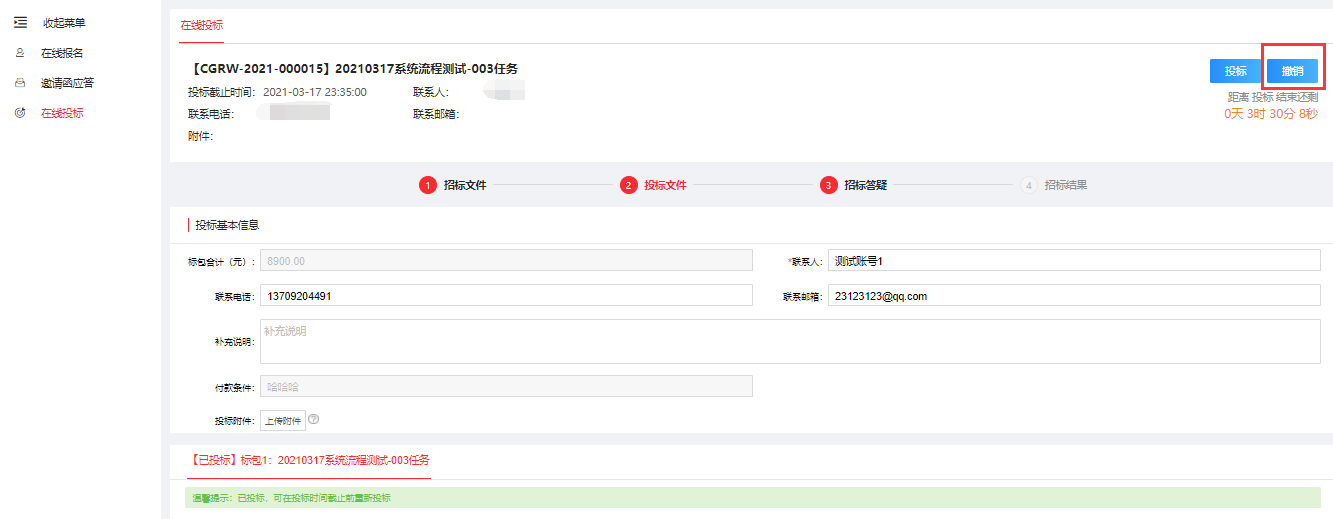 收起菜单
在线报名
邀请函应答
在线投标
在线投标
【CGRW-2021-000015】20210317系统流程测试-003任务
投标 撤销
投标截止时间: 2021-03-17 23:35:00 联系人:
距离 投标 结束还剩
联系电话: 联系邮箱:
0天 3时 30分 8秒
附件:
1 招标文件 2 投标文件 3 招标答疑 4 招标结果
投标基本信息
标包合计（元）: 8900.00 *联系人: 测试账号1
联系电话: 13709204491 联系邮箱: 23123123@qq.com
补充说明: 补充说明
付款条件: 哈哈哈
投标附件: 上传附件 ?
【已投标】标包1: 20210317系统流程测试-003任务
温馨提示: 已投标，可在投标时间截止前重新投标